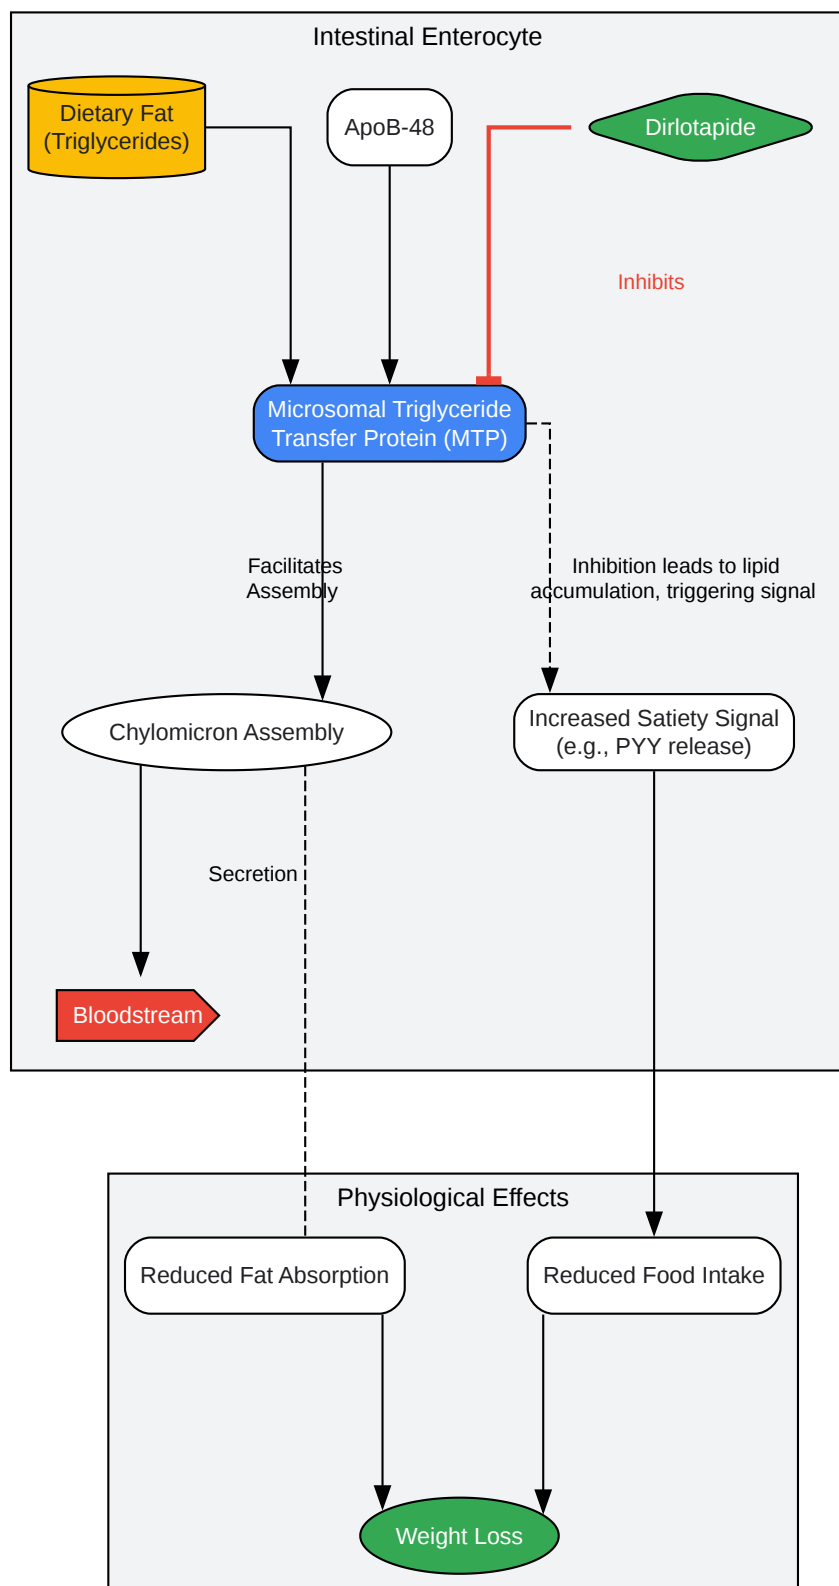 Intestinal Enterocyte
Dietary Fat
(Triglycerides)
ApoB-48
Dirlotapide
Inhibits
Microsomal Triglyceride
Transfer Protein (MTP)
Facilitates
Assembly
Inhibition leads to lipid
accumulation, triggering signal
Chylomicron Assembly
Increased Satiety Signal
(e.g., PYY release)
Secretion
Bloodstream
Physiological Effects
Reduced Fat Absorption
Reduced Food Intake
Weight Loss